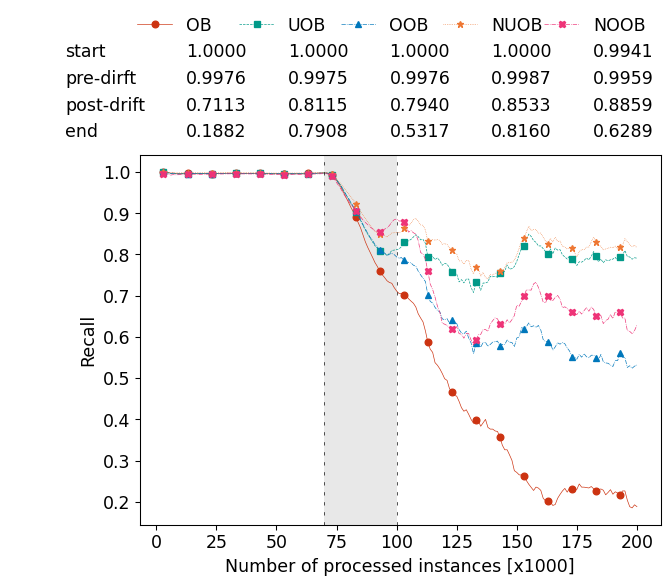 OB UOB OOB NUOB NOOB
start 1.0000 1.0000 1.0000 1.0000 0.9941
pre-dirft 0.9976 0.9975 0.9976 0.9987 0.9959
post-drift 0.7113 0.8115 0.7940 0.8533 0.8859
end 0.1882 0.7908 0.5317 0.8160 0.6289
1.0
0.9
0.8
0.7
0.6
0.5
0.4
0.3
0.2
Recall
0 25 50 75 100 125 150 175 200
Number of processed instances [x1000]